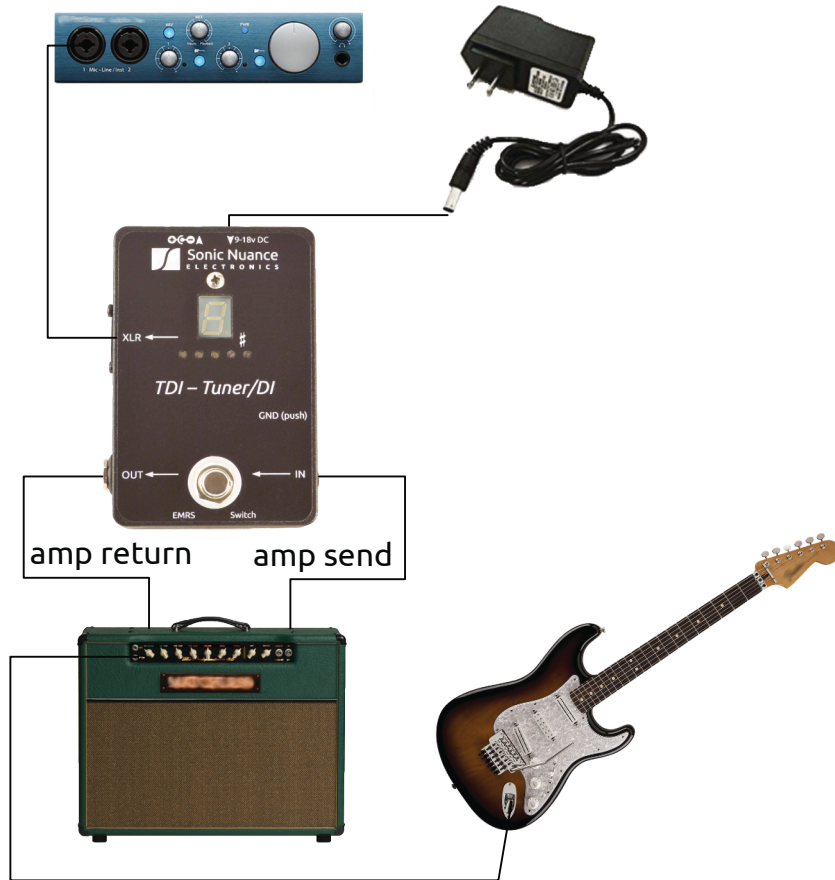 1 Mic - Line / Inst 2
9-18v DC
Sonic Nuance
ELECTRONICS
XLR
#
TDI – Tuner/DI
GND (push)
OUT
IN
EMRS
Switch
amp return
amp send